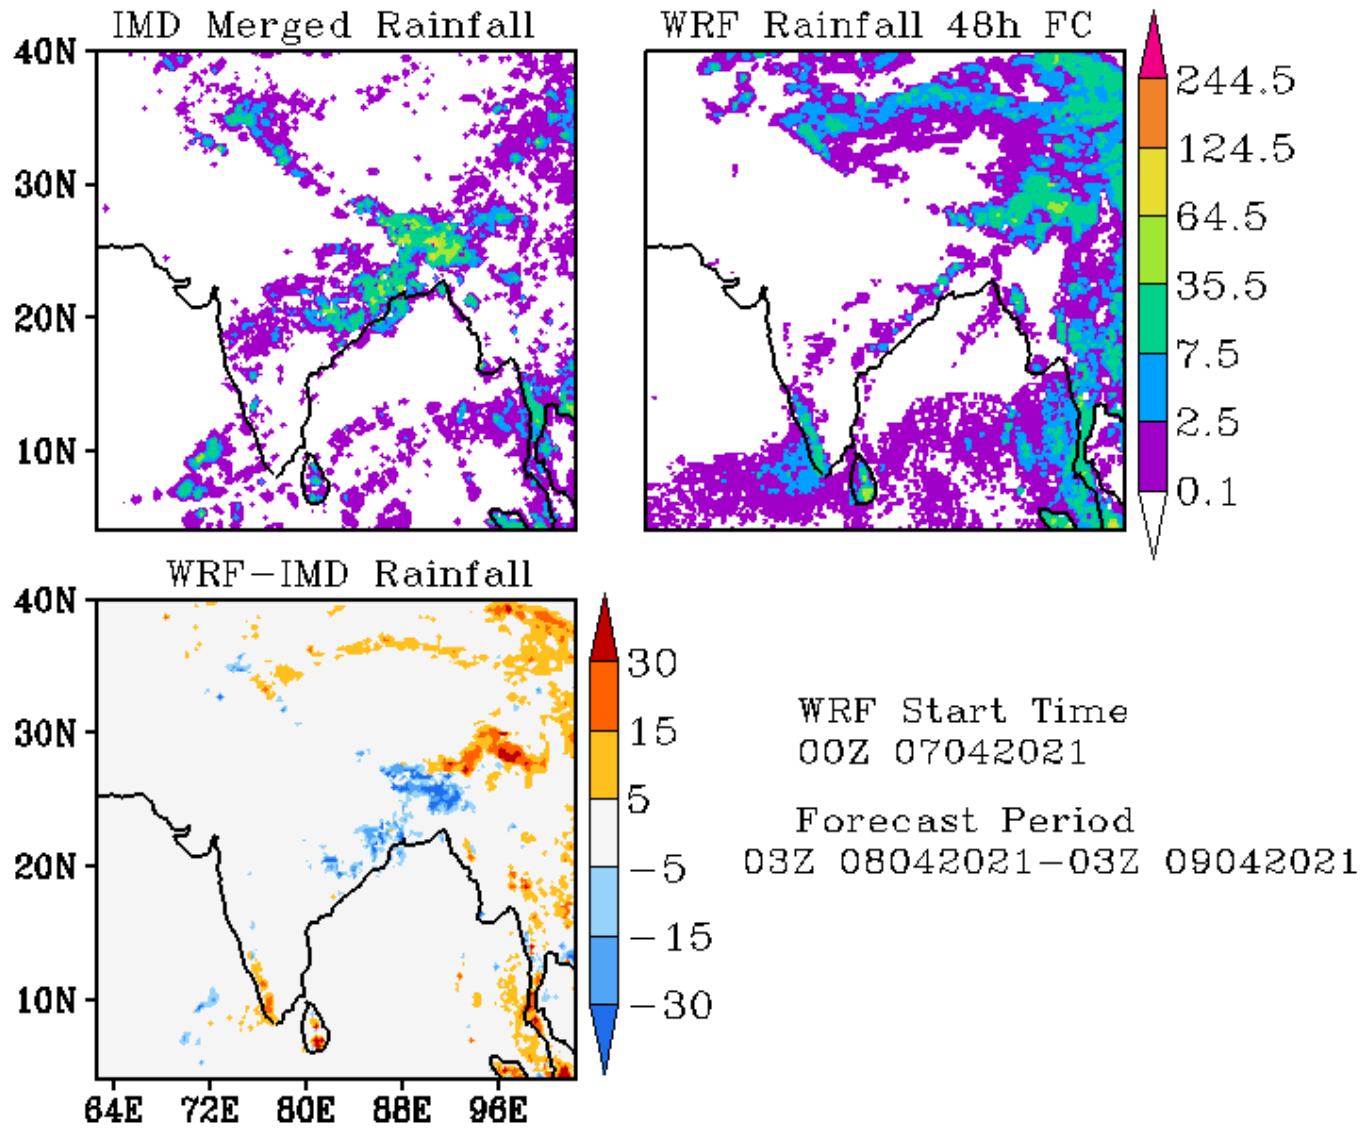 IMD Merged Rainfall
WRF Rainfall 48h FC
40N
30N
20N
10N
244.5
124.5
64.5
35.5
7.5
2.5
0.1
WRF-IMD Rainfall
40N
30N
20N
10N
64E 72E 80E 88E 96E
30
15
5
-5
-15
-30
WRF Start Time
00Z 07042021
Forecast Period
03Z 08042021-03Z 09042021